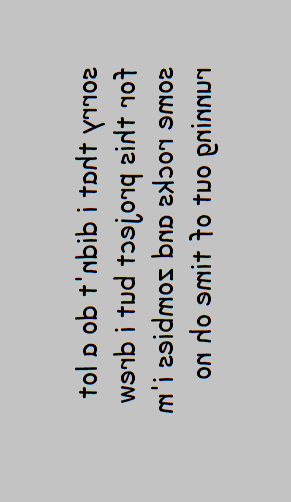 sorry that i didn't do a lot
for this project but i drew
some rocks and zombies i'm
running out of time oh no